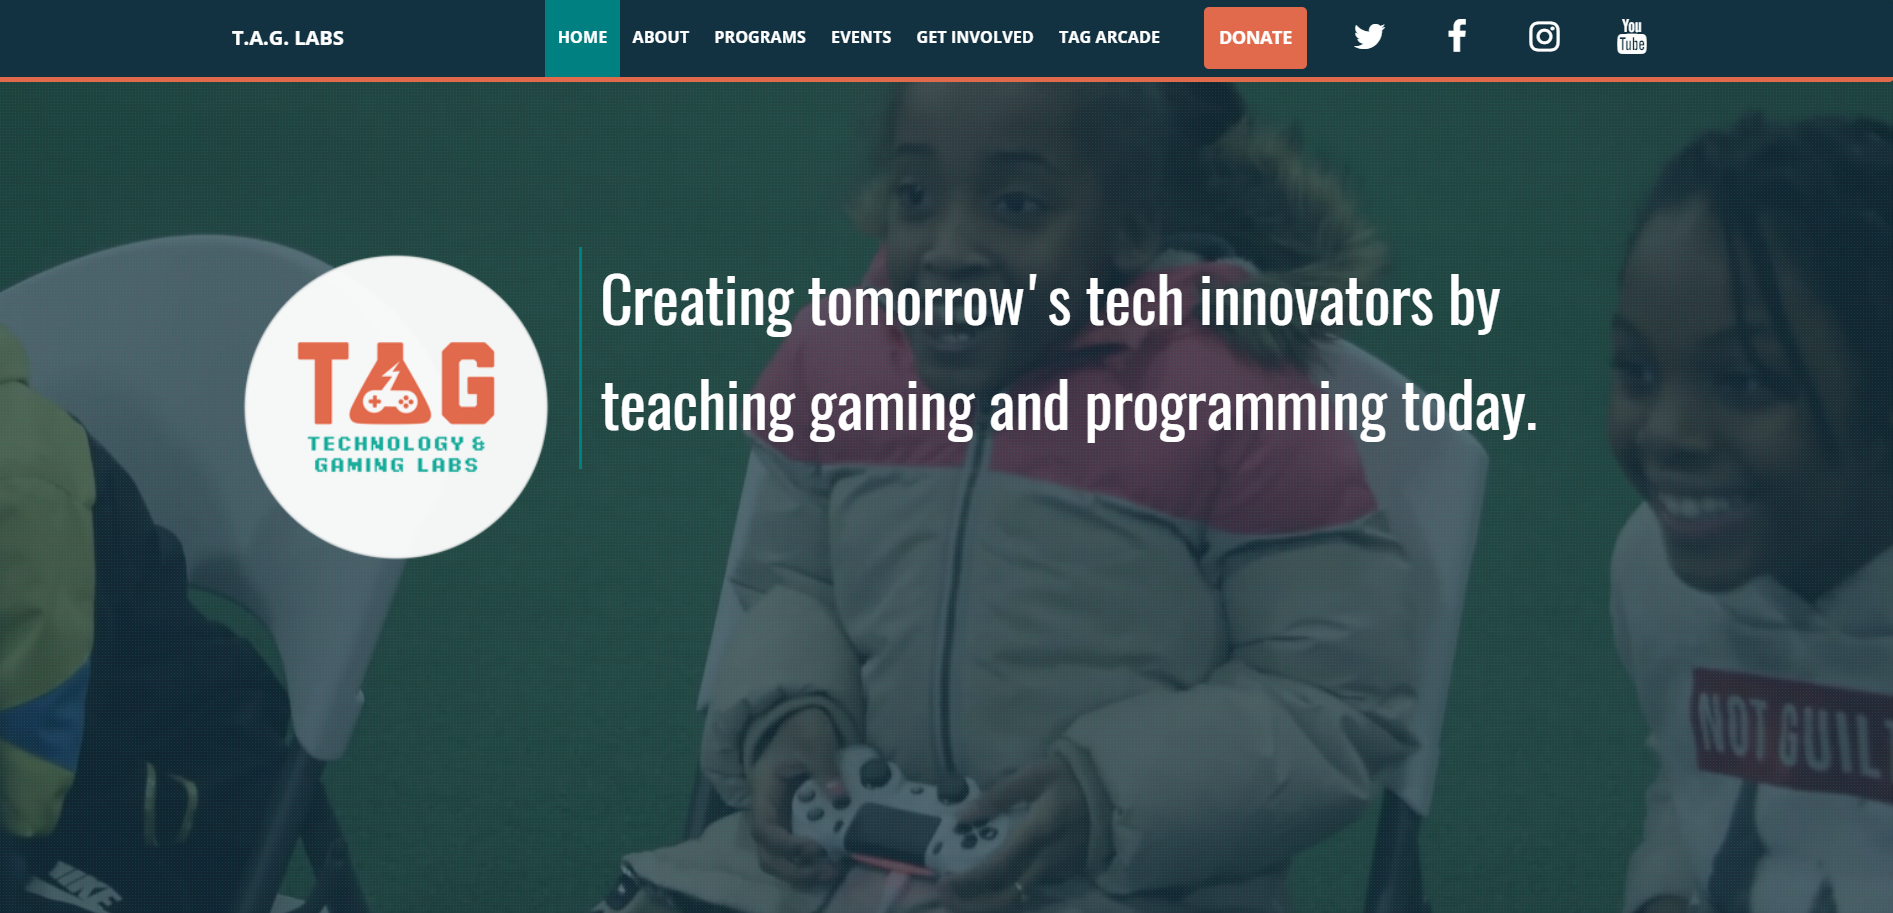 T.A.G. LABS
HOME ABOUT PROGRAMS EVENTS GET INVOLVED TAG ARCADE DONATE You Tube
Creating tomorrow's tech innovators by
teaching gaming and programming today.
TAG
TECHNOLOGY &
GAMING LABS
NOT GUIL
NIKE